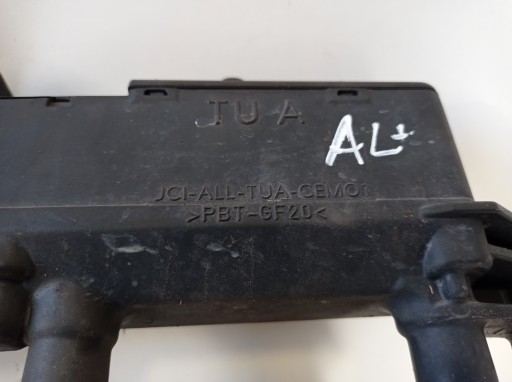 TU A
AL+
JCI-ALL-TUA-CEM01
>PBT-GF20<